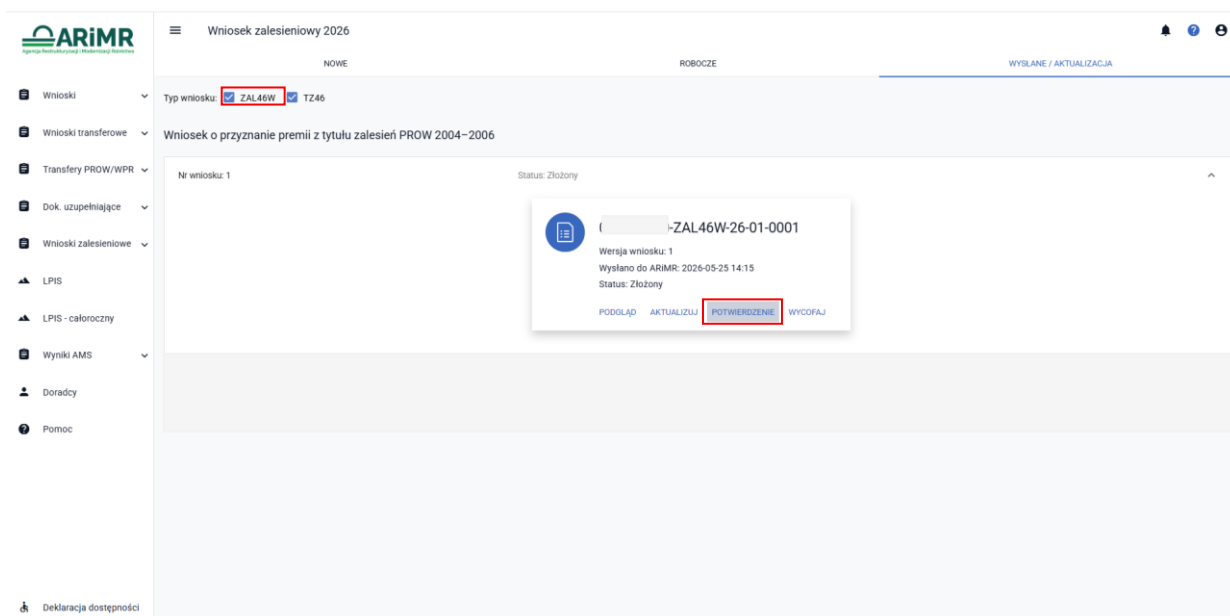 ARiMR
Agencja Restrukturyzacji i Modernizacji Rolnictwa
Wniosek zalesieniowy 2026
NOWE
ROBOCZE
WYSŁANE / AKTUALIZACJA
Wnioski
Wnioski transferowe
Transfery PROW/WPR
Dok. uzupełniające
Wnioski zalesieniowe
LPIS
LPIS - całoroczny
Wyniki AMS
Doradcy
Pomoc
Deklaracja dostępności
Typ wniosku: ZAL46W TZ46
Wniosek o przyznanie premii z tytułu zalesień PROW 2004–2006
Nr wniosku: 1
Status: Złożony
-ZAL46W-26-01-0001
Wersja wniosku: 1
Wysłano do ARiMR: 2026-05-25 14:15
Status: Złożony
PODGLĄD AKTUALIZUJ POTWIERDZENIE WYCOFAJ